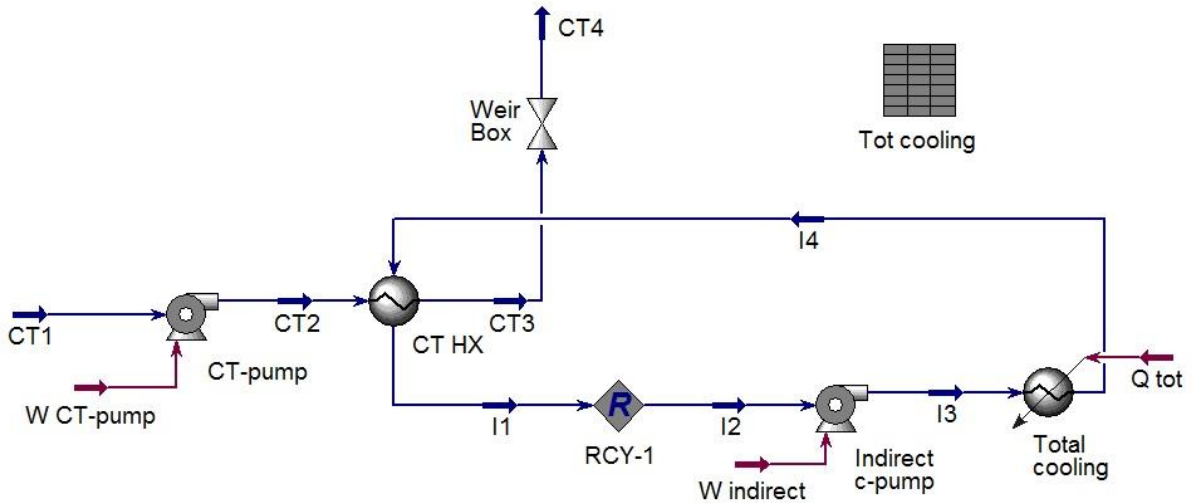 CT4
Weir
Box
Tot cooling
I4
CT1
CT2
CT3
CT HX
CT-pump
W CT-pump
Q tot
I1
R
I2
I3
RCY-1
Total
cooling
Indirect
c-pump
W indirect